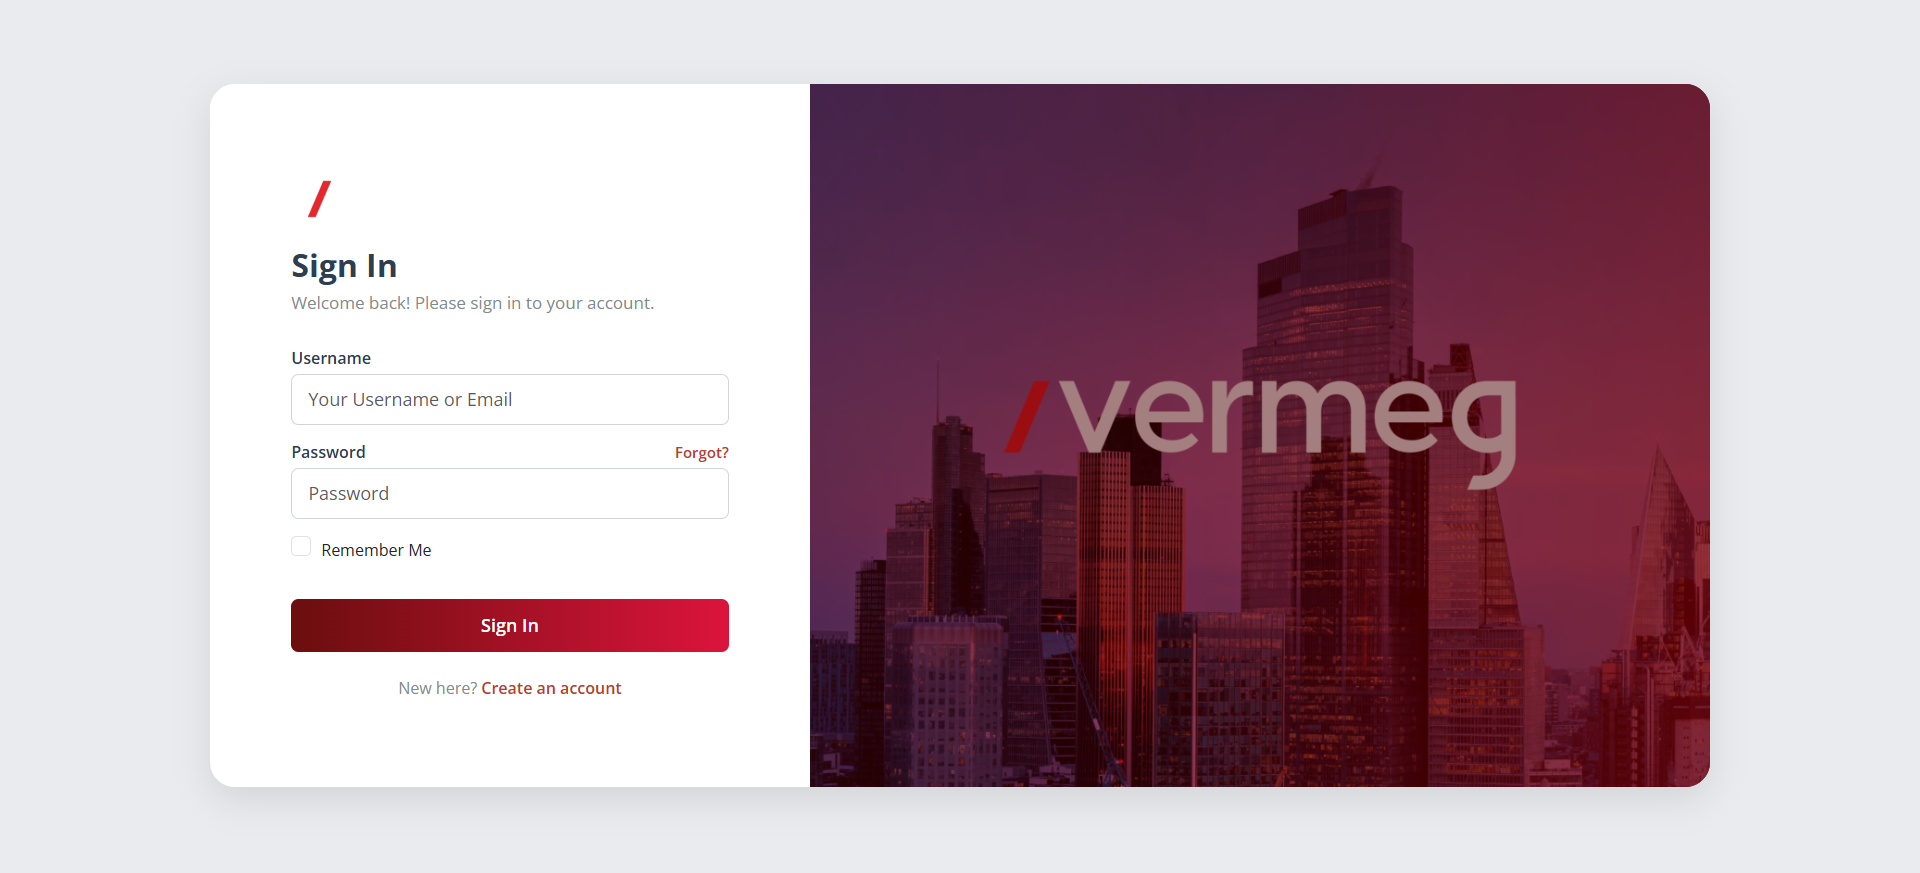 Sign In
Welcome back! Please sign in to your account.
Username
Your Username or Email
Password
Forgot?
Password
Remember Me
Sign In
New here? Create an account
/vermeg